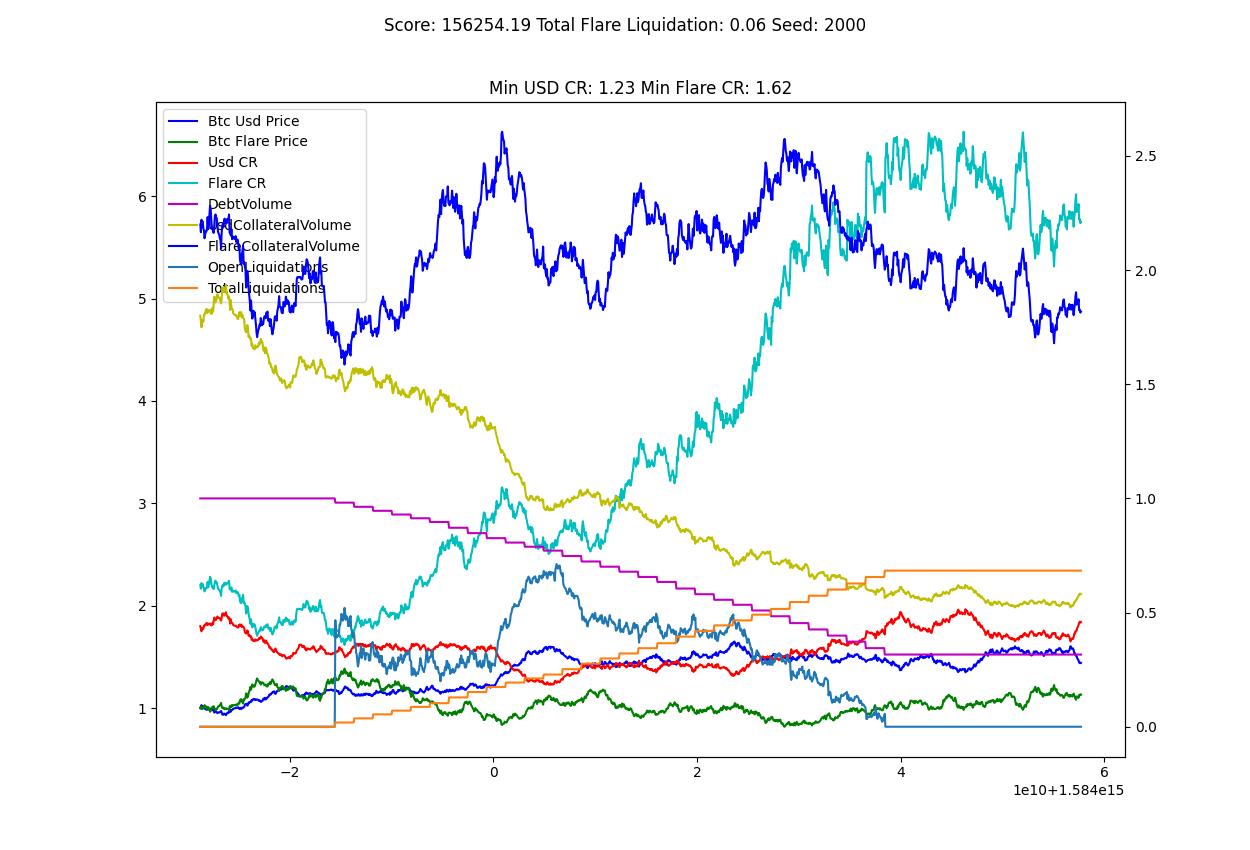 Score: 156254.19 Total Flare Liquidation: 0.06 Seed: 2000
Min USD CR: 1.23 Min Flare CR: 1.62
Btc Usd Price
Btc Flare Price
Usd CR
Flare CR
DebtVolume
UsdCollateralVolume
FlareCollateralVolume
OpenLiquidations
TotalLiquidations
6
5
4
3
2
1
2.5
2.0
1.5
1.0
0.5
0.0
−2 0 2 4 6
1e10+1.584e15